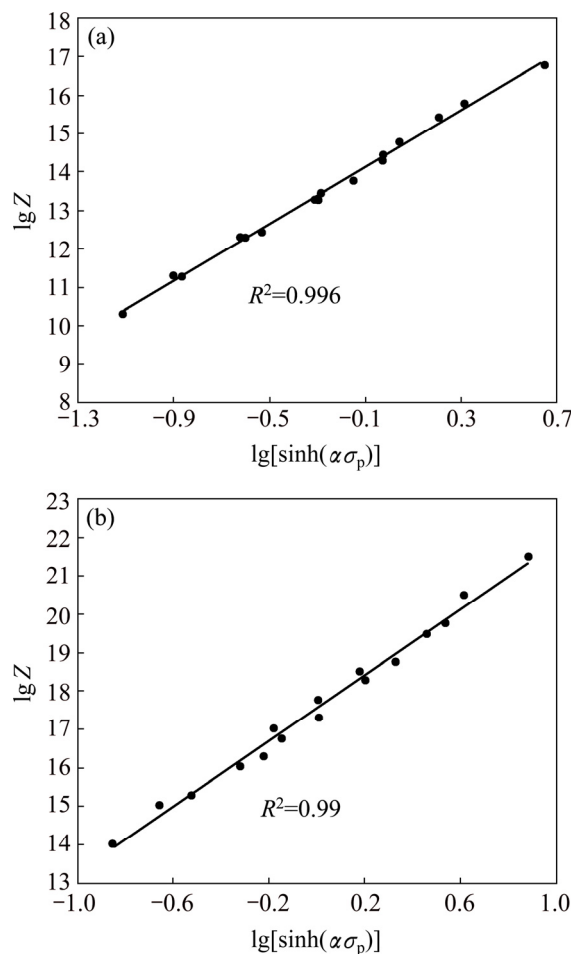 (a)
18
17
16
15
14
13
12
11
10
9
8
lg Z
R²=0.996
−1.3 −0.9 −0.5 −0.1 0.3 0.7
lg[sinh(ασp)]
(b)
23
22
21
20
19
18
17
16
15
14
13
lg Z
R²=0.99
−1.0 −0.6 −0.2 0.2 0.6 1.0
lg[sinh(ασp)]